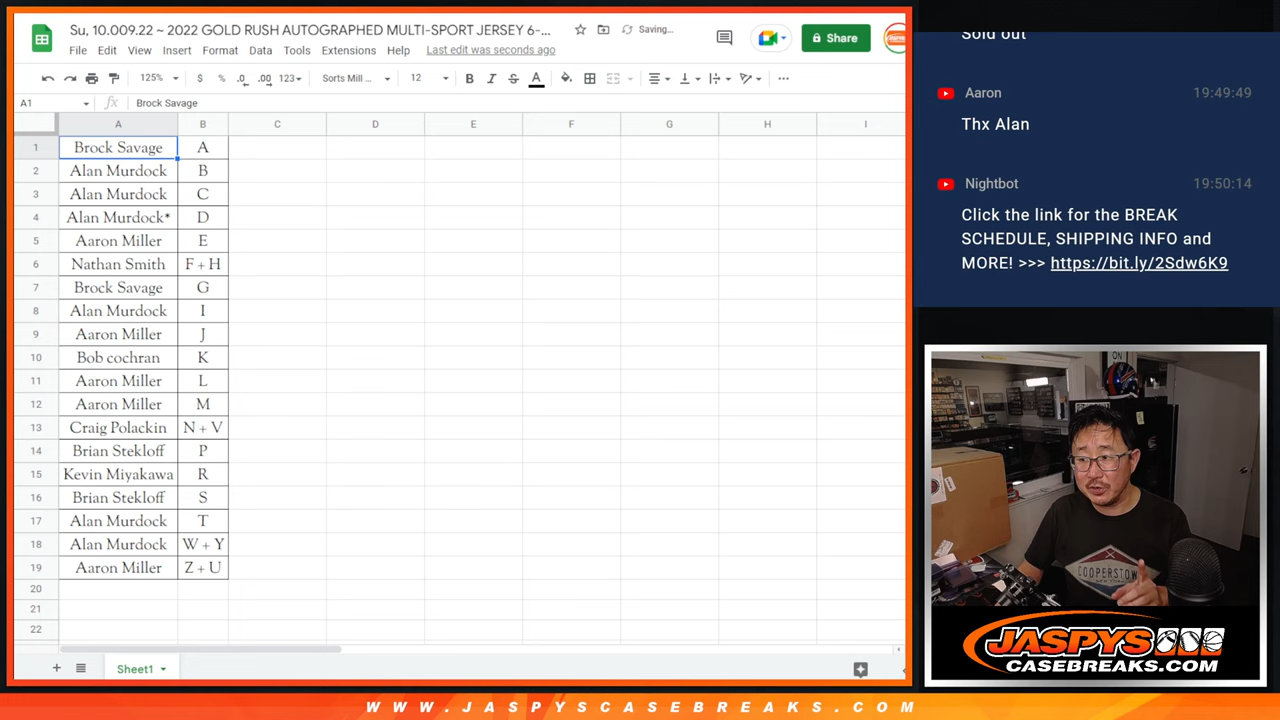 Su, 10.009.22 ~ 2022 GOLD RUSH AUTOGRAPHED MULTI-SPORT JERSEY 6-...
Saving...
Share
File Edit View Insert Format Data Tools Extensions Help Last edit was seconds ago
125% $ % .0 .00 123 Sorts Mill ... 12 B I S A
A1 fx Brock Savage
A B C D E F G H I
1 Brock Savage A
2 Alan Murdock B
3 Alan Murdock C
4 Alan Murdock* D
5 Aaron Miller E
6 Nathan Smith F + H
7 Brock Savage G
8 Alan Murdock I
9 Aaron Miller J
10 Bob cochran K
11 Aaron Miller L
12 Aaron Miller M
13 Craig Polackin N + V
14 Brian Stekloff P
15 Kevin Miyakawa R
16 Brian Stekloff S
17 Alan Murdock T
18 Alan Murdock W + Y
19 Aaron Miller Z + U
20
21
22
Sheet1
Sold out
Aaron 19:49:49
Thx Alan
Nightbot 19:50:14
Click the link for the BREAK
SCHEDULE, SHIPPING INFO and
MORE! >>> https://bit.ly/2Sdw6K9
ON
COOPERSTOWN
JASPYS
CASEBREAKS.COM
WWW.JASPYSCASEBREAKS.COM